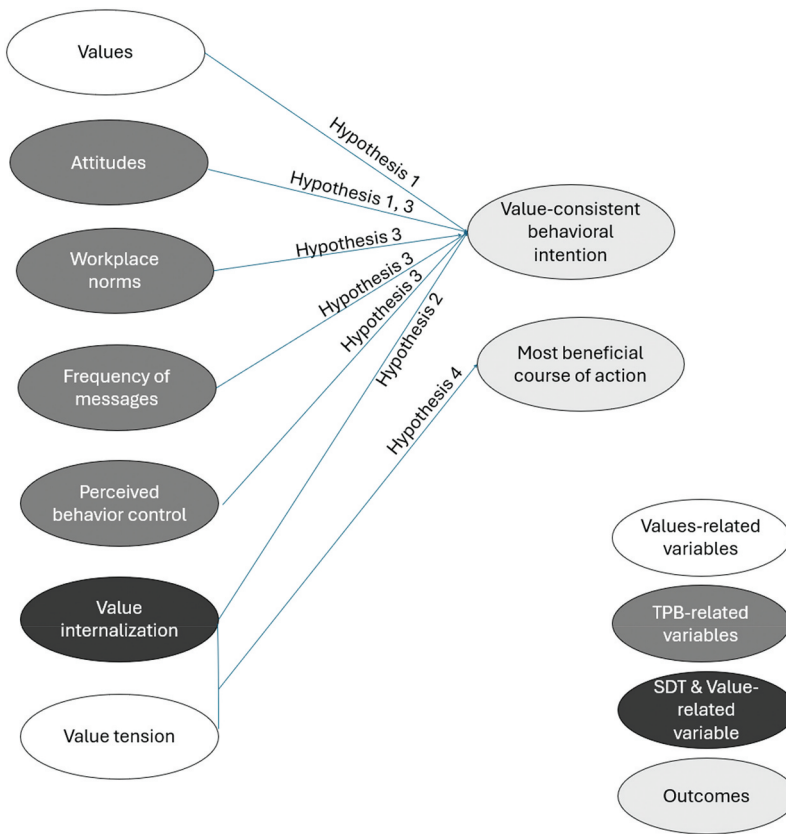 Values
Attitudes
Workplace
norms
Frequency of
messages
Perceived
behavior control
Value
internalization
Value tension
Hypothesis 1
Hypothesis 1, 3
Hypothesis 3
Hypothesis 3
Hypothesis 3
Hypothesis 2
Hypothesis 4
Value-consistent
behavioral
intention
Most beneficial
course of action
Values-related
variables
TPB-related
variables
SDT & Value-
related
variable
Outcomes